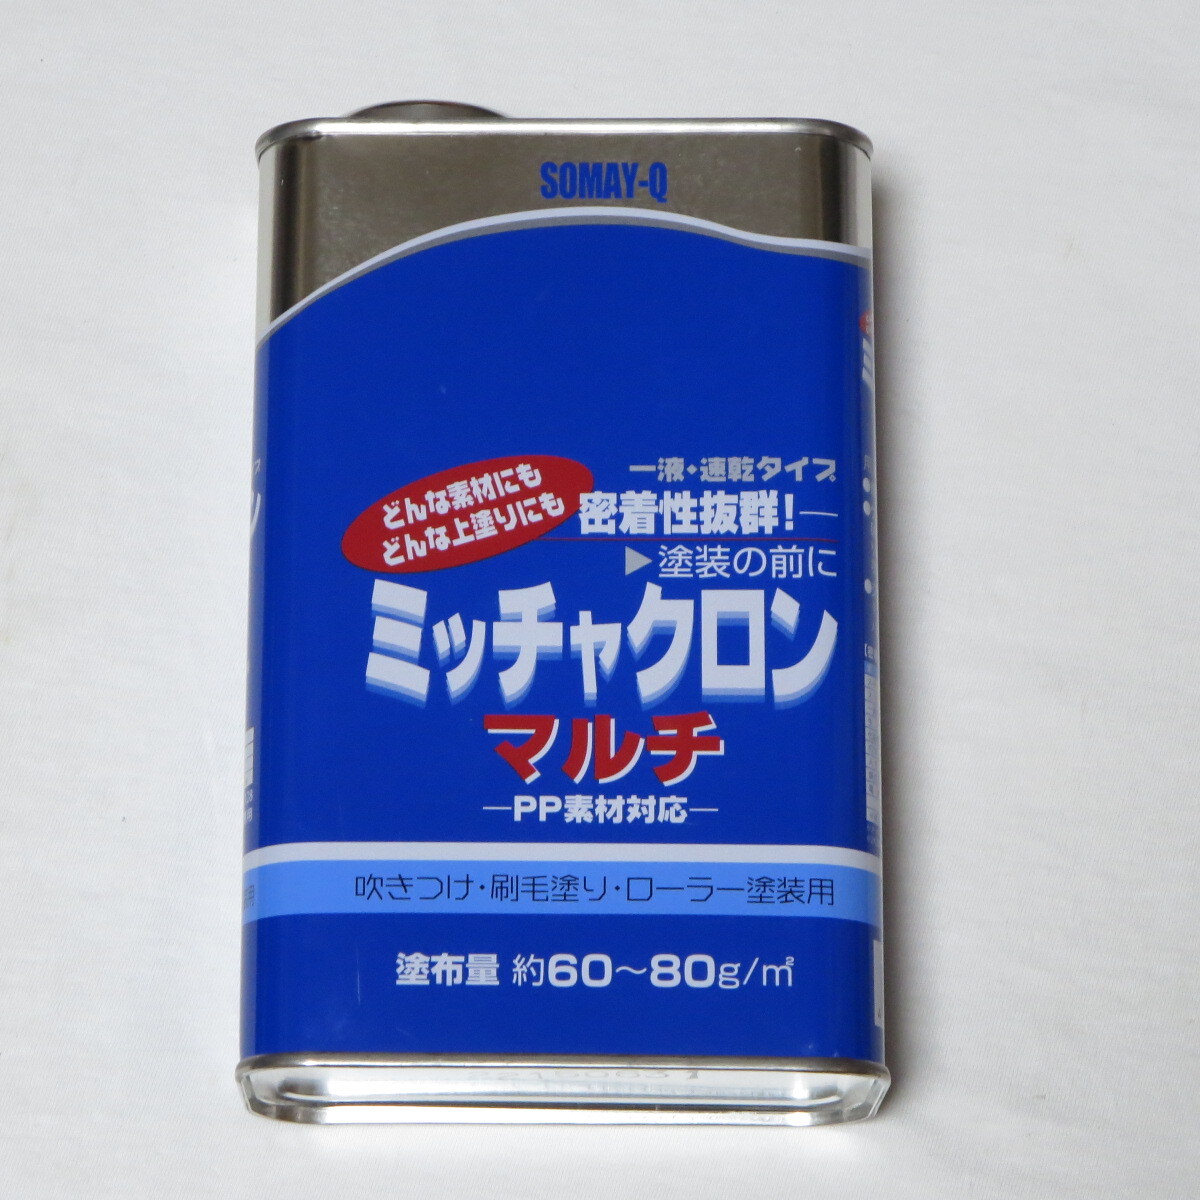 SOMAY-Q
どんな素材にも
どんな上塗りにも
一液・速乾タイプ
密着性抜群!
▶塗装の前に
ミッチャクロン
マルチ
—PP素材対応—
吹きつけ・刷毛塗り・ローラー塗装用
塗布量 約60〜80g/㎡